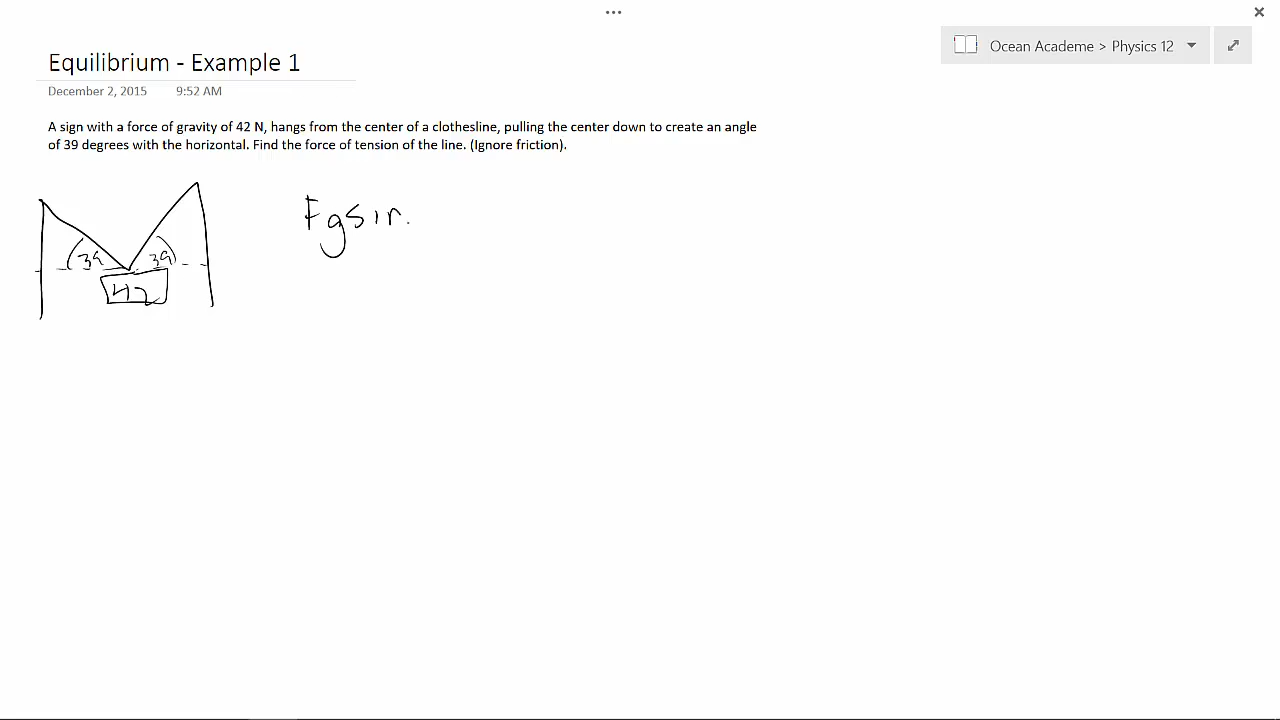 Ocean Academe > Physics 12
Equilibrium - Example 1
December 2, 2015 9:52 AM
A sign with a force of gravity of 42 N, hangs from the center of a clothesline, pulling the center down to create an angle
of 39 degrees with the horizontal. Find the force of tension of the line. (Ignore friction).
Fgsin
39 39
42